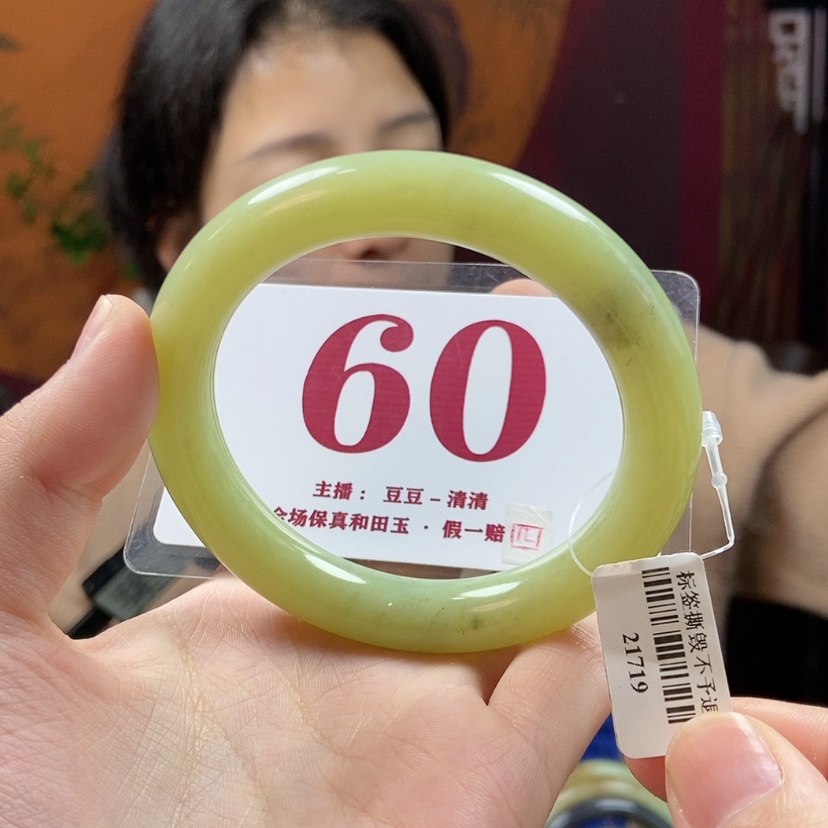 60
主播： 豆豆－清清
全场保真和田玉 · 假一赔
标签撕毁不予退
21719